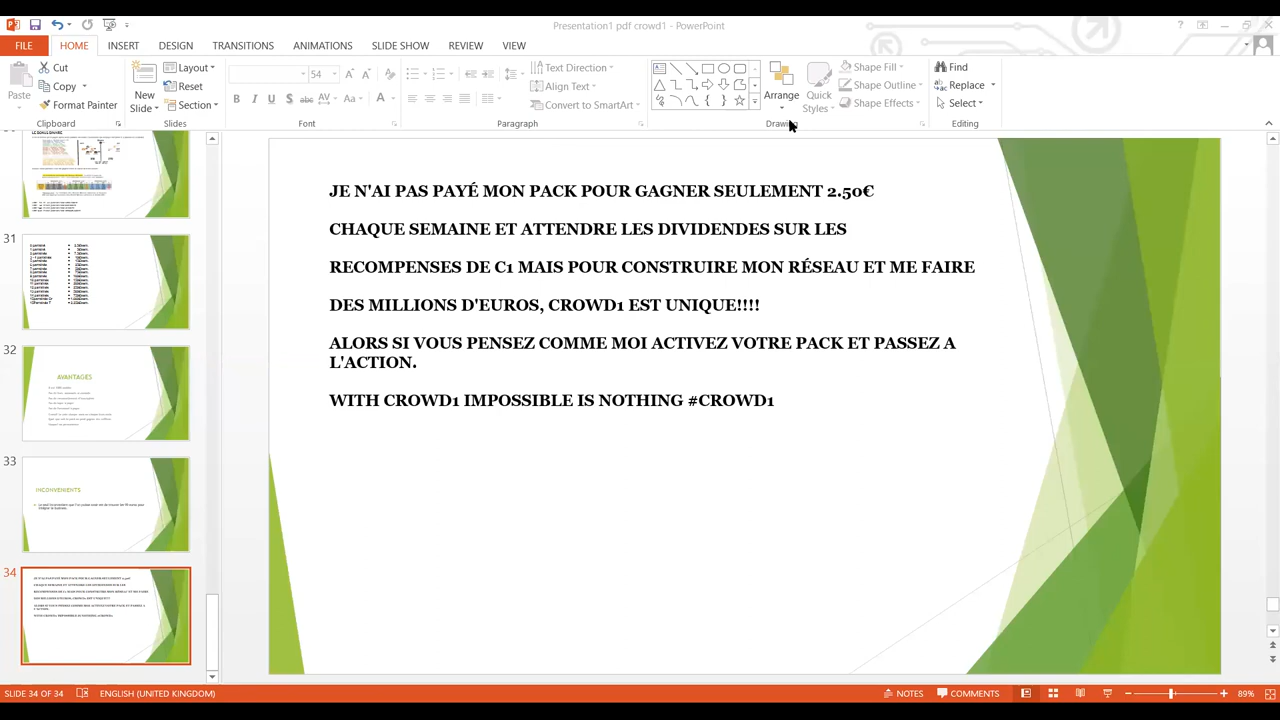 Presentation1 pdf crowd1 - PowerPoint
FILE HOME INSERT DESIGN TRANSITIONS ANIMATIONS SLIDE SHOW REVIEW VIEW
Paste
Cut
Copy
Format Painter
Clipboard
New Slide
Layout
Reset
Section
Slides
54
B I U S abc AV Aa A
Font
Text Direction
Align Text
Convert to SmartArt
Paragraph
Arrange
Quick Styles
Shape Fill
Shape Outline
Shape Effects
Drawing
Find
Replace
Select
Editing
31
32
AVANTAGES
33
INCONVENIENTS
34
JE N'AI PAS PAYÉ MON PACK POUR GAGNER SEULEMENT 2.50€
CHAQUE SEMAINE ET ATTENDRE LES DIVIDENDES SUR LES
RECOMPENSES DE C1 MAIS POUR CONSTRUIRE MON RÉSEAU ET ME FAIRE
DES MILLIONS D'EUROS, CROWD1 EST UNIQUE!!!!
ALORS SI VOUS PENSEZ COMME MOI ACTIVEZ VOTRE PACK ET PASSEZ A
L'ACTION.
WITH CROWD1 IMPOSSIBLE IS NOTHING #CROWD1
SLIDE 34 OF 34 ENGLISH (UNITED KINGDOM) NOTES COMMENTS 89%